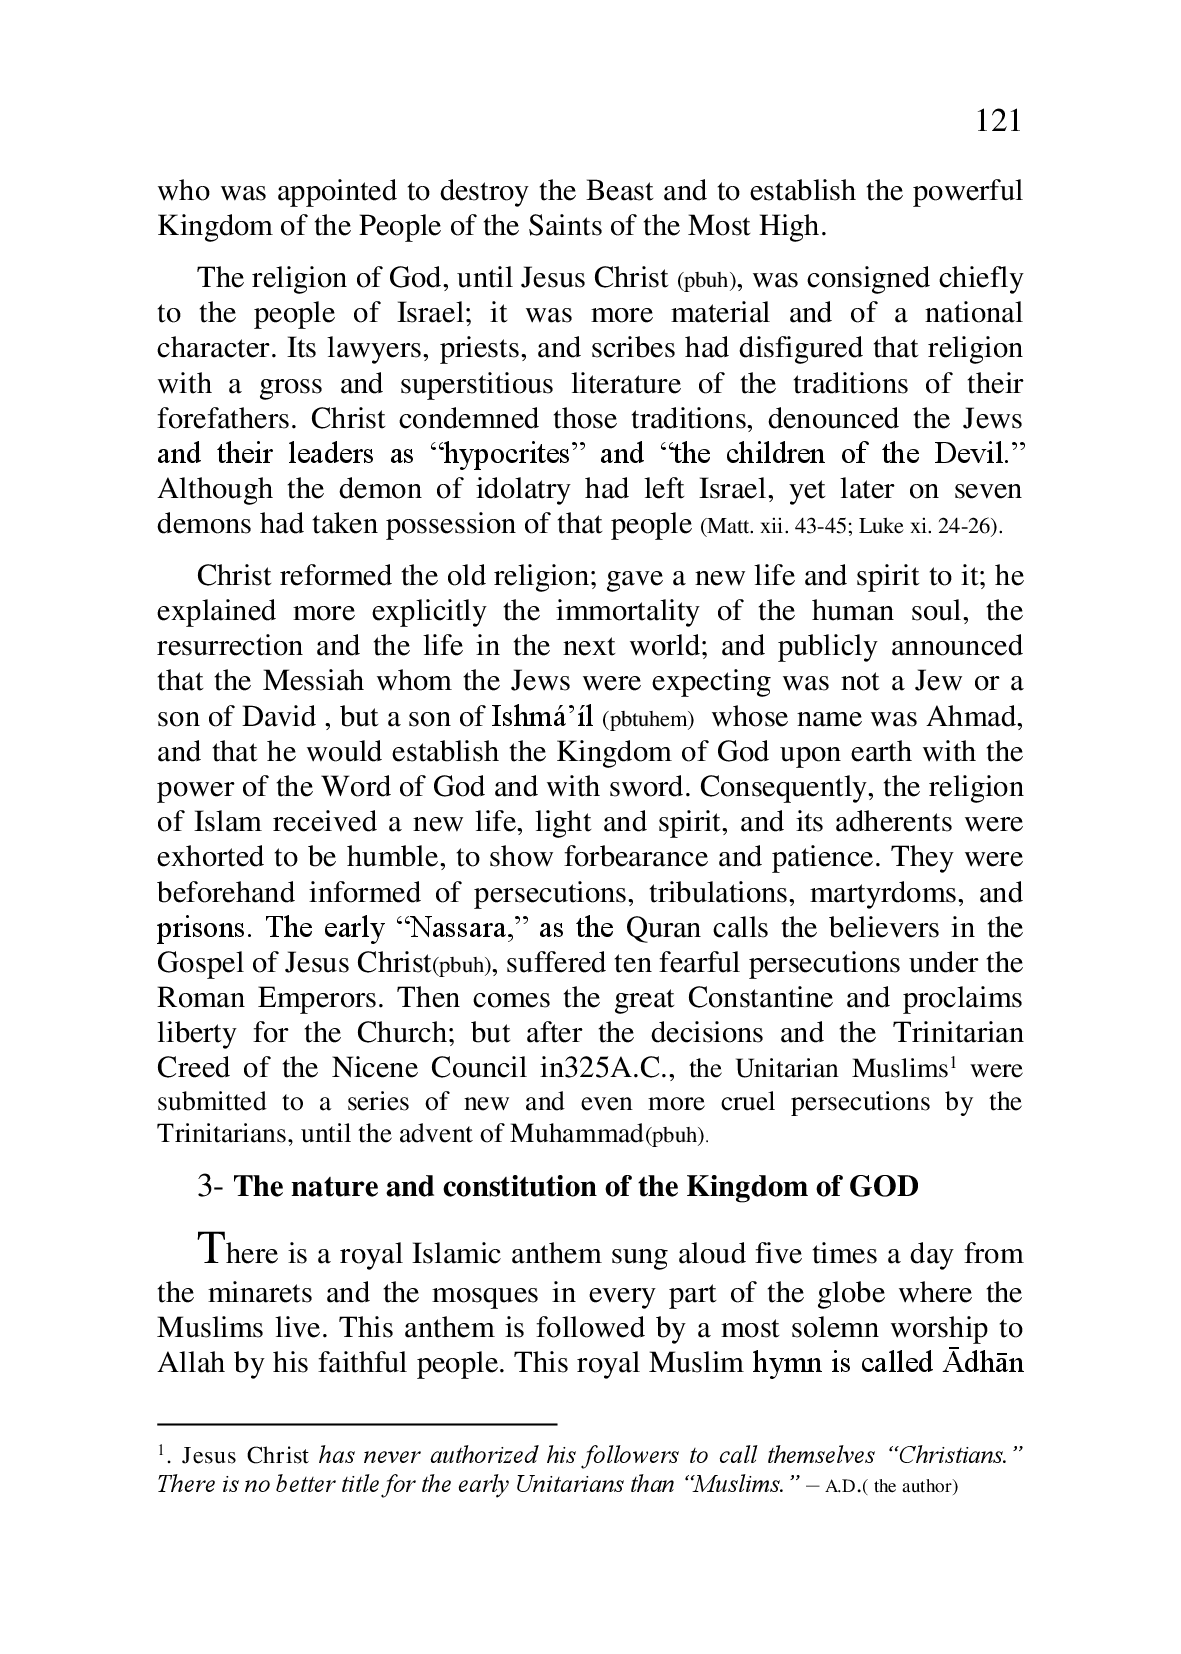 121
who was appointed to destroy the Beast and to establish the powerful
Kingdom of the People of the Saints of the Most High.
The religion of God, until Jesus Christ (pbuh), was consigned chiefly
to the people of Israel; it was more material and of a national
character. Its lawyers, priests, and scribes had disfigured that religion
with a gross and superstitious literature of the traditions of their
forefathers. Christ condemned those traditions, denounced the Jews
and their leaders as “hypocrites” and “the children of the Devil.”
Although the demon of idolatry had left Israel, yet later on seven
demons had taken possession of that people (Matt. xii. 43-45; Luke xi. 24-26).
Christ reformed the old religion; gave a new life and spirit to it; he
explained more explicitly the immortality of the human soul, the
resurrection and the life in the next world; and publicly announced
that the Messiah whom the Jews were expecting was not a Jew or a
son of David , but a son of Ishmá’íl (pbtuhem) whose name was Ahmad,
and that he would establish the Kingdom of God upon earth with the
power of the Word of God and with sword. Consequently, the religion
of Islam received a new life, light and spirit, and its adherents were
exhorted to be humble, to show forbearance and patience. They were
beforehand informed of persecutions, tribulations, martyrdoms, and
prisons. The early “Nassara,” as the Quran calls the believers in the
Gospel of Jesus Christ(pbuh), suffered ten fearful persecutions under the
Roman Emperors. Then comes the great Constantine and proclaims
liberty for the Church; but after the decisions and the Trinitarian
Creed of the Nicene Council in325A.C., the Unitarian Muslims¹ were
submitted to a series of new and even more cruel persecutions by the
Trinitarians, until the advent of Muhammad(pbuh).
3- The nature and constitution of the Kingdom of GOD
There is a royal Islamic anthem sung aloud five times a day from
the minarets and the mosques in every part of the globe where the
Muslims live. This anthem is followed by a most solemn worship to
Allah by his faithful people. This royal Muslim hymn is called Ādhān
¹. Jesus Christ has never authorized his followers to call themselves “Christians.”
There is no better title for the early Unitarians than “Muslims.” – A.D.( the author)